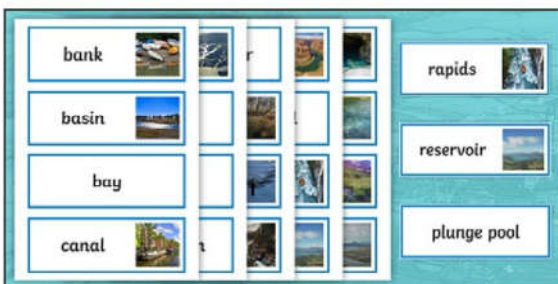 bank
basin
bay
canal
rapids
reservoir
plunge pool